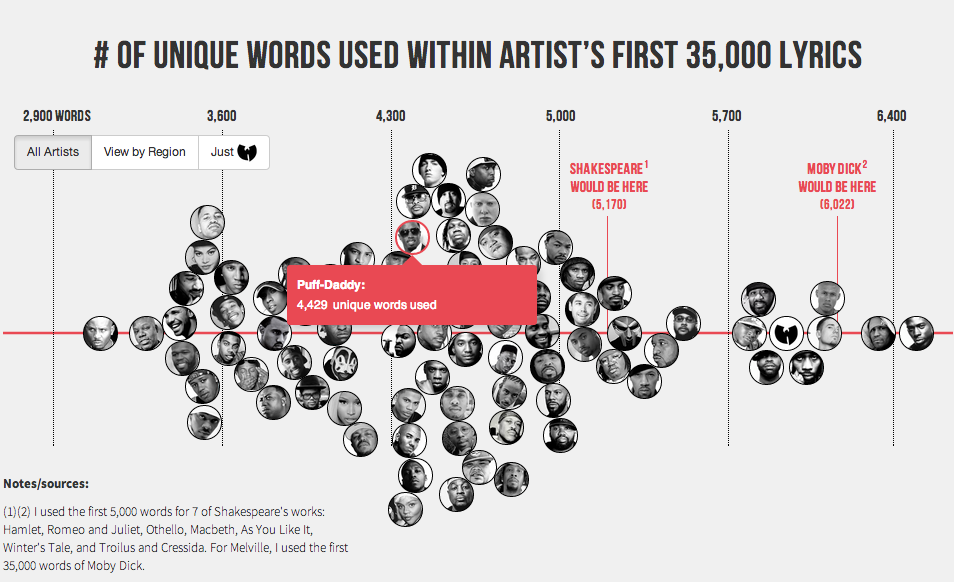 # OF UNIQUE WORDS USED WITHIN ARTIST'S FIRST 35,000 LYRICS
2,900 WORDS 3,600 4,300 5,000 5,700 6,400
All Artists View by Region Just
SHAKESPEARE1
WOULD BE HERE
(5,170)
MOBY DICK2
WOULD BE HERE
(6,022)
Puff-Daddy:
4,429 unique words used
Notes/sources:
(1)(2) I used the first 5,000 words for 7 of Shakespeare's works:
Hamlet, Romeo and Juliet, Othello, Macbeth, As You Like It,
Winter's Tale, and Troilus and Cressida. For Melville, I used the first
35,000 words of Moby Dick.